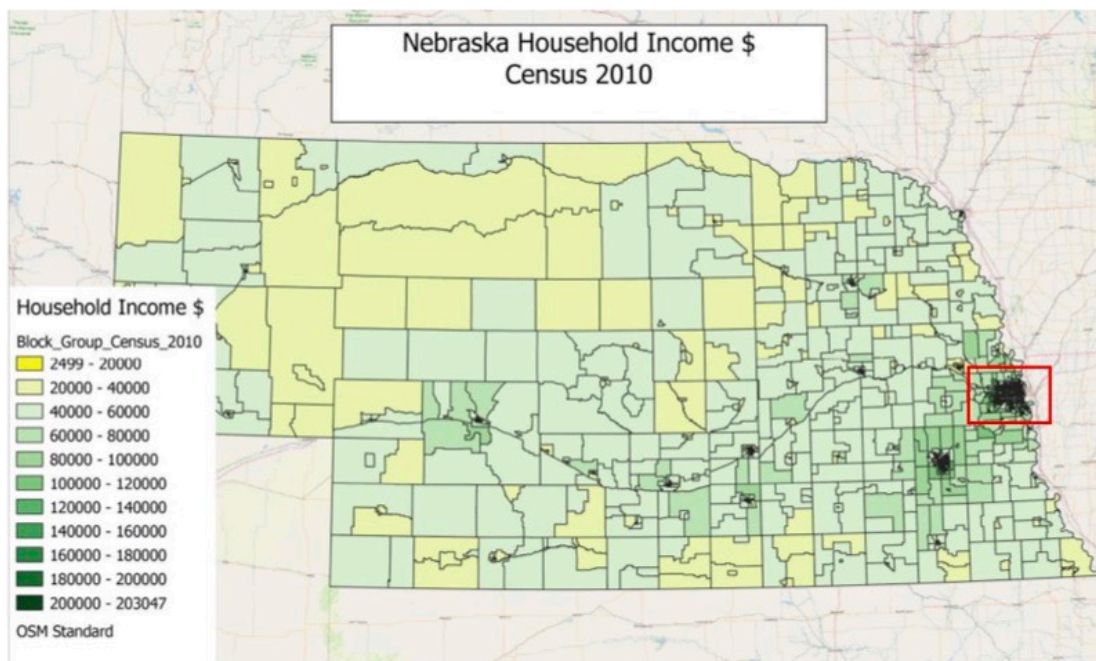 Nebraska Household Income $
Census 2010
Household Income $
Block_Group_Census_2010
2499 - 20000
20000 - 40000
40000 - 60000
60000 - 80000
80000 - 100000
100000 - 120000
120000 - 140000
140000 - 160000
160000 - 180000
180000 - 200000
200000 - 203047
OSM Standard